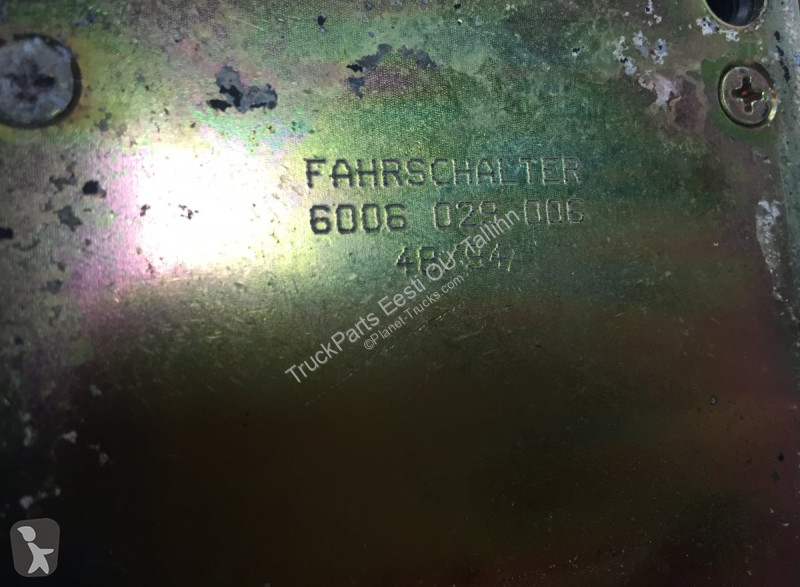 FAHRSCHALTER
6006 029 006
TruckParts Eesti OÜ, Tallinn
©Planet-Trucks.com